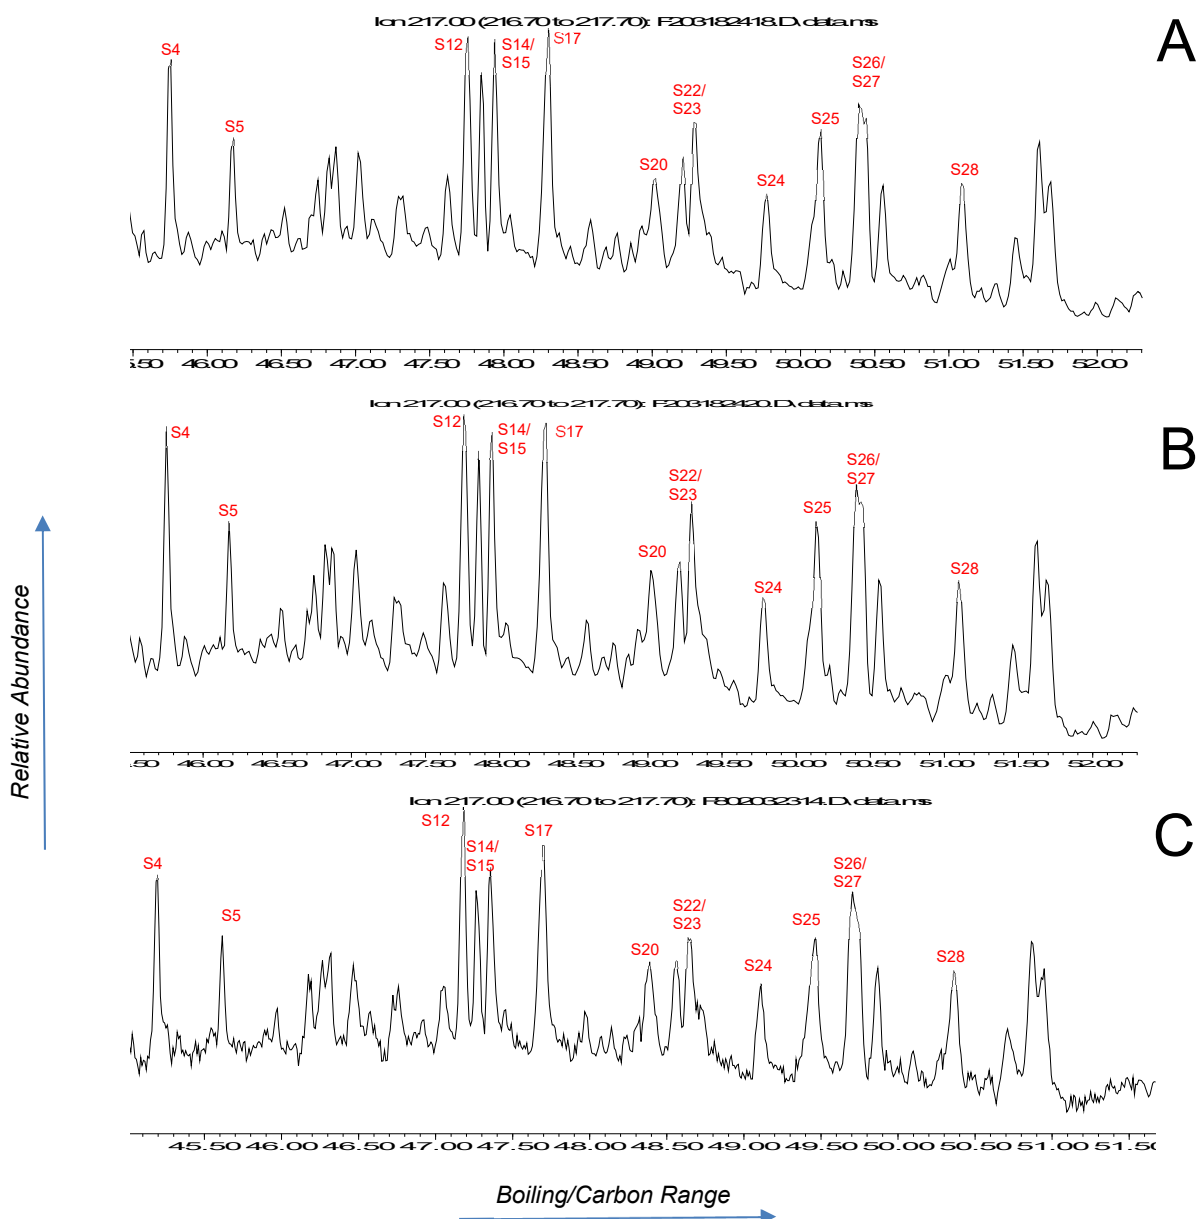 Ion 217.00 (216.70 to 217.70): F203182418.D\data.ms
A
S4
S5
S12
S14/
S15
S17
S20
S22/
S23
S24
S25
S26/
S27
S28
46.00 46.50 47.00 47.50 48.00 48.50 49.00 49.50 50.00 50.50 51.00 51.50 52.00
Ion 217.00 (216.70 to 217.70): F203182420.D\data.ms
B
S4
S5
S12
S14/
S15
S17
S20
S22/
S23
S24
S25
S26/
S27
S28
46.00 46.50 47.00 47.50 48.00 48.50 49.00 49.50 50.00 50.50 51.00 51.50 52.00
Relative Abundance
Ion 217.00 (216.70 to 217.70): F802032314.D\data.ms
C
S4
S5
S12
S14/
S15
S17
S20
S22/
S23
S24
S25
S26/
S27
S28
45.50 46.00 46.50 47.00 47.50 48.00 48.50 49.00 49.50 50.00 50.50 51.00 51.50
Boiling/Carbon Range